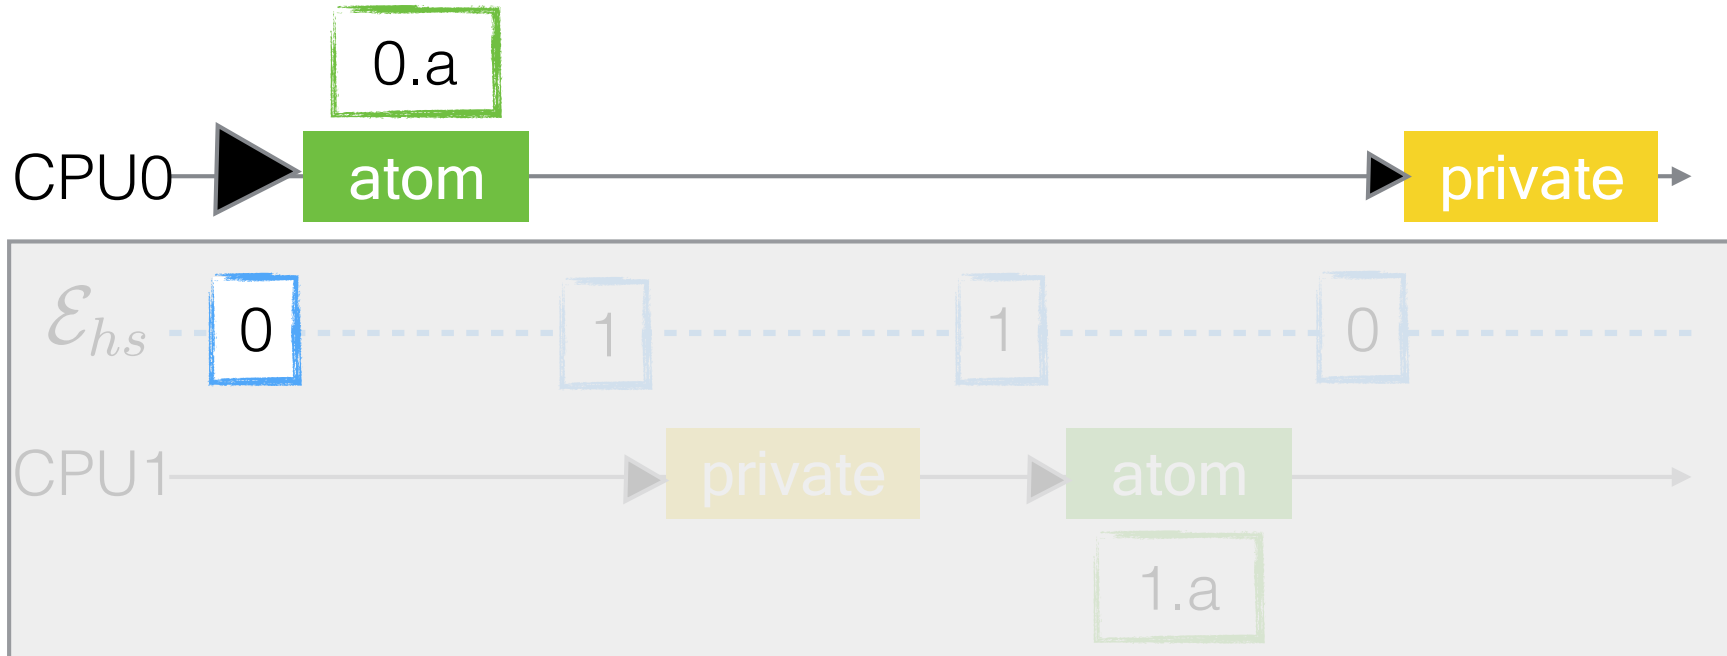 0.a
CPU0 atom private
ℰhs 0 1 1 0
CPU1 private atom
1.a